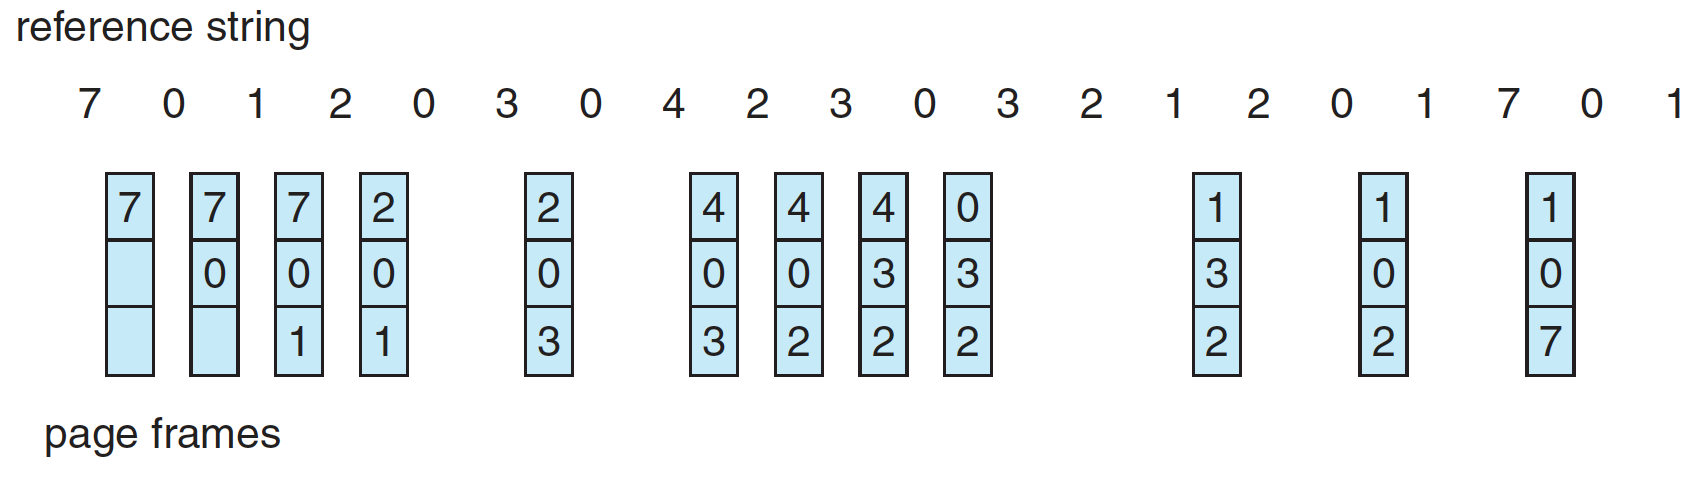 reference string
7 0 1 2 0 3 0 4 2 3 0 3 2 1 2 0 1 7 0 1
7 7 7 2 2 4 4 4 0 1 1 1
0 0 0 0 0 0 3 3 3 0 0
1 1 3 3 2 2 2 2 2 7
page frames